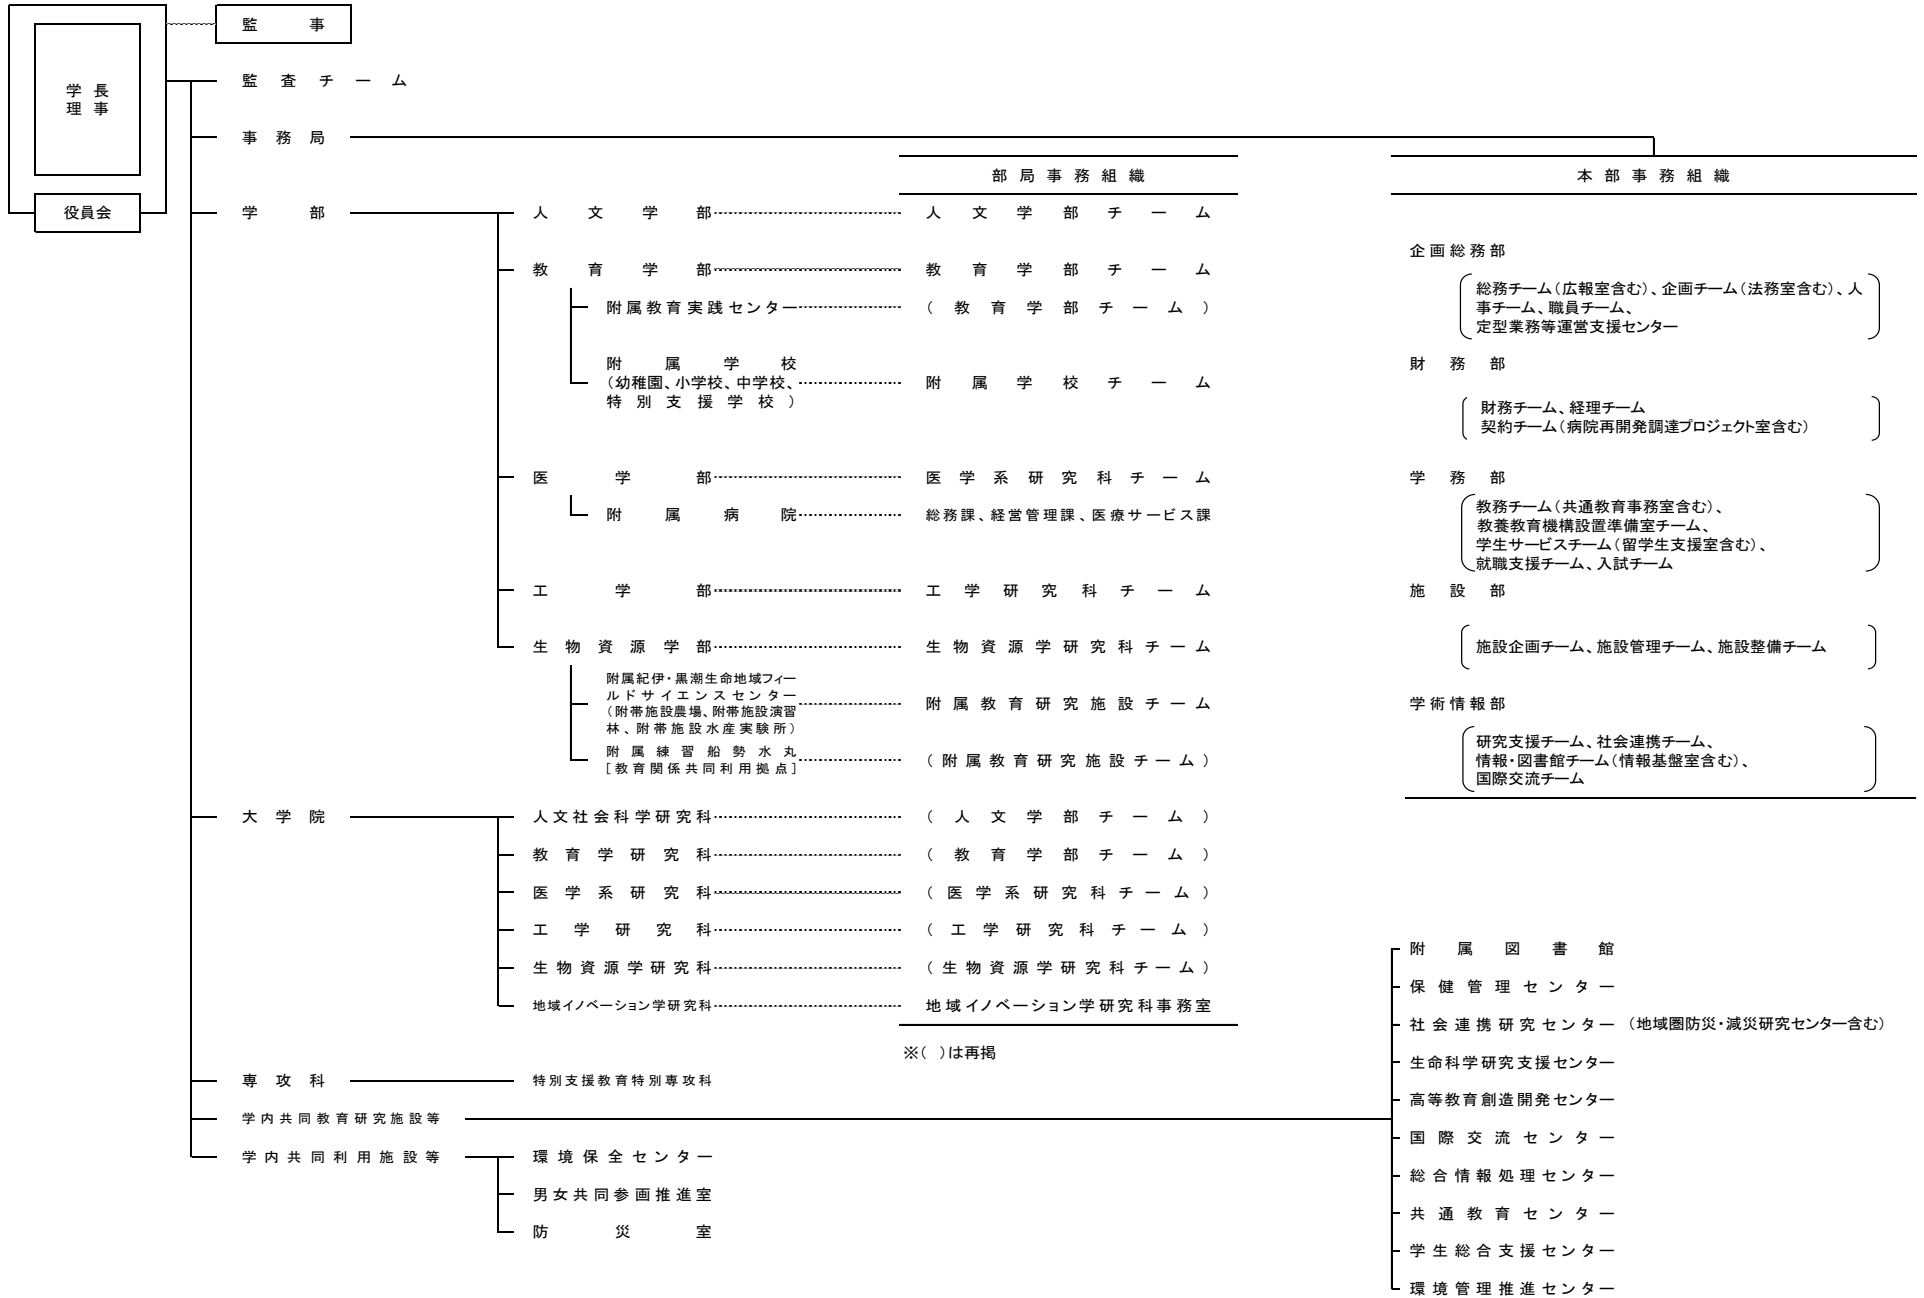 監事
学長
理事
監査チーム
事務局
部局事務組織
本部事務組織
役員会
学部
人文学部
人文学部チーム
教育学部
教育学部チーム
附属教育実践センター
(教育学部チーム)
附属学校
(幼稚園、小学校、中学校、
特別支援学校)
附属学校チーム
医学部
医学系研究科チーム
附属病院
総務課、経営管理課、医療サービス課
工学部
工学研究科チーム
生物資源学部
生物資源学研究科チーム
附属紀伊・黒潮生命地域フィー
ルドサイエンスセンター
(附帯施設農場、附帯施設演習
林、附帯施設水産実験所)
附属教育研究施設チーム
附属練習船勢水丸
[教育関係共同利用拠点]
(附属教育研究施設チーム)
企画総務部
総務チーム(広報室含む)、企画チーム(法務室含む)、人
事チーム、職員チーム、
定型業務等運営支援センター
財務部
財務チーム、経理チーム
契約チーム(病院再開発調達プロジェクト室含む)
学務部
教務チーム(共通教育事務室含む)、
教養教育機構設置準備室チーム、
学生サービスチーム(留学生支援室含む)、
就職支援チーム、入試チーム
施設部
施設企画チーム、施設管理チーム、施設整備チーム
学術情報部
研究支援チーム、社会連携チーム、
情報・図書館チーム(情報基盤室含む)、
国際交流チーム
大学院
人文社会科学研究科
(人文学部チーム)
教育学研究科
(教育学部チーム)
医学系研究科
(医学系研究科チーム)
工学研究科
(工学研究科チーム)
生物資源学研究科
(生物資源学研究科チーム)
地域イノベーション学研究科
地域イノベーション学研究科事務室
※( )は再掲
専攻科
特別支援教育特別専攻科
学内共同教育研究施設等
附属図書館
保健管理センター
社会連携研究センター (地域圏防災・減災研究センター含む)
生命科学研究支援センター
高等教育創造開発センター
国際交流センター
総合情報処理センター
共通教育センター
学生総合支援センター
環境管理推進センター
学内共同利用施設等
環境保全センター
男女共同参画推進室
防災室